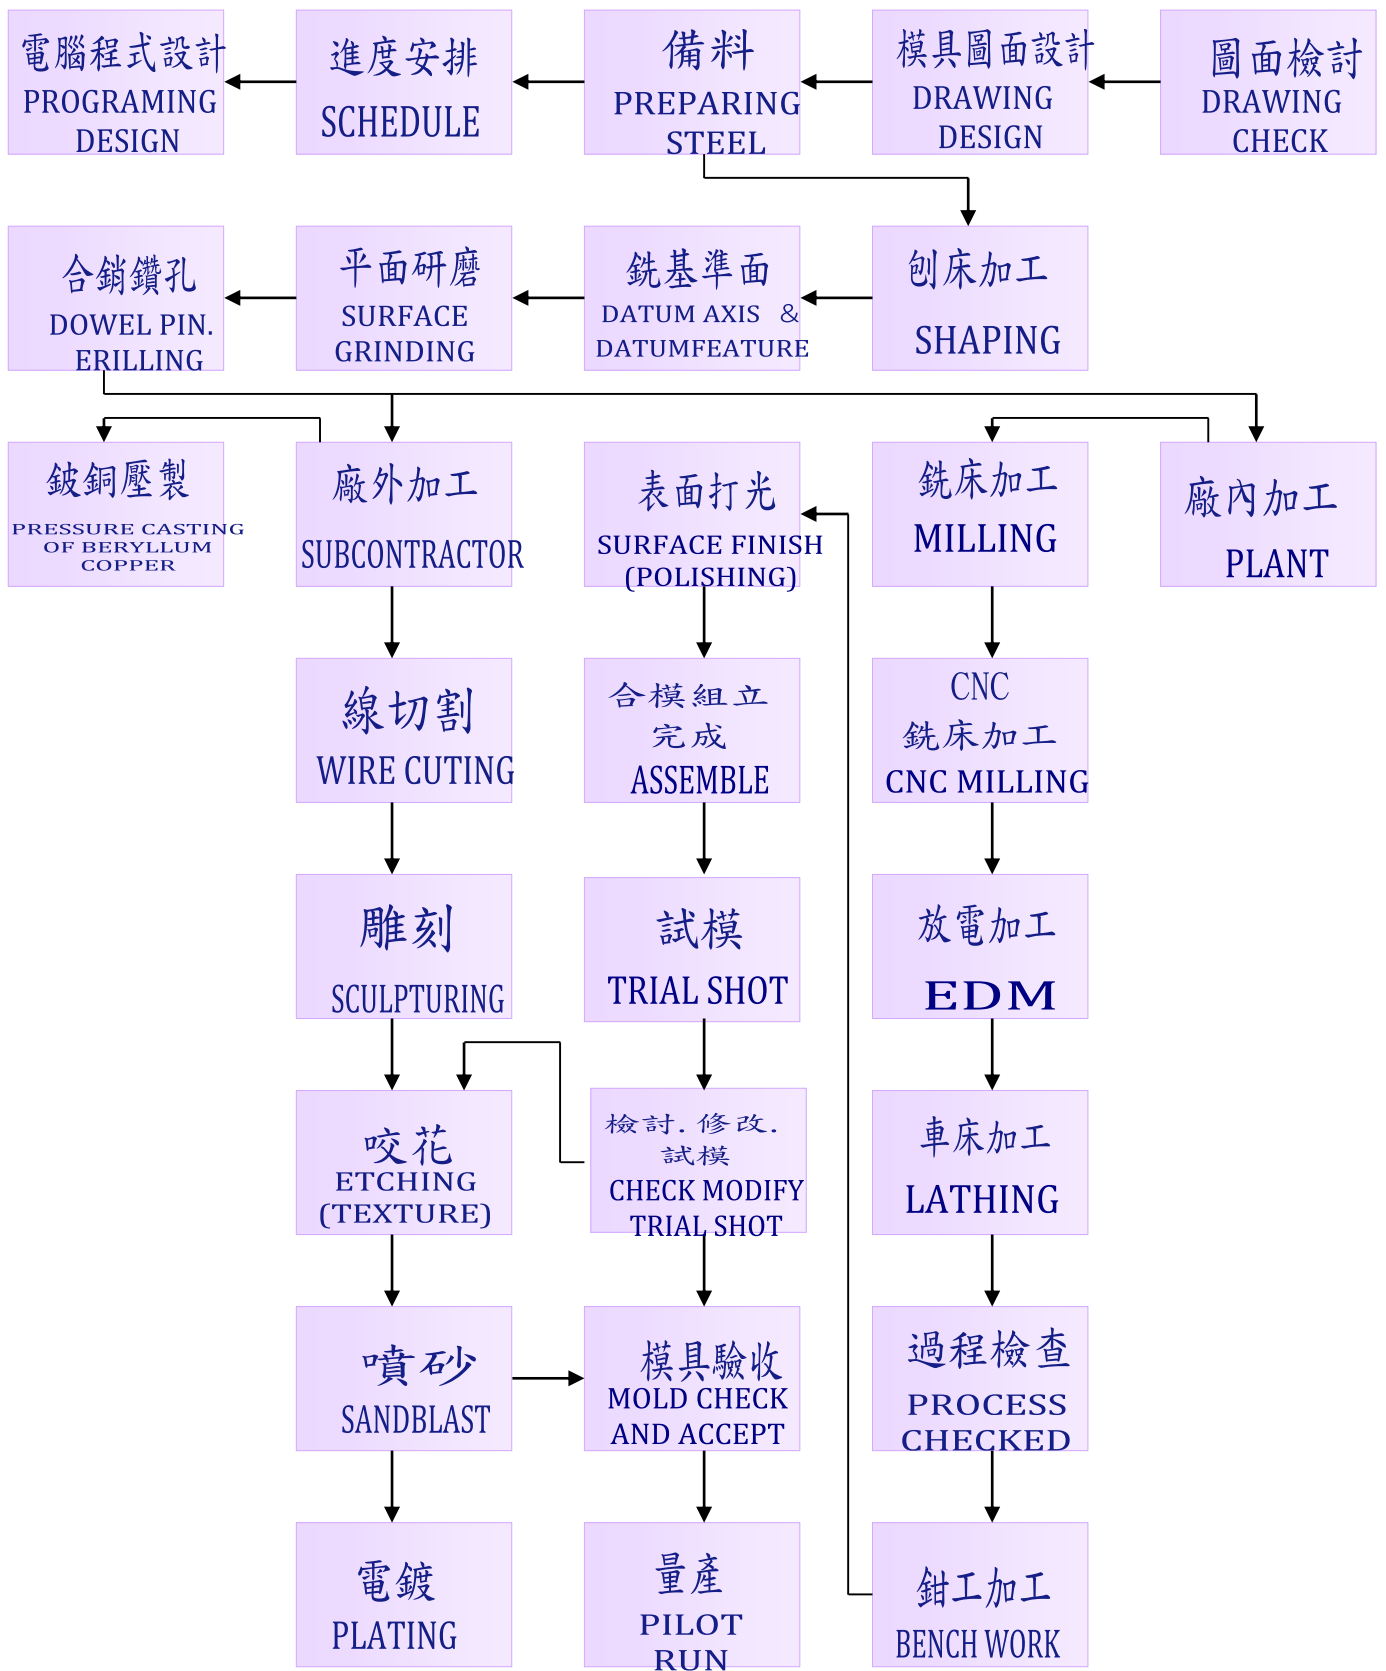 電腦程式設計
PROGRAMING
DESIGN
進度安排
SCHEDULE
備料
PREPARING
STEEL
模具圖面設計
DRAWING
DESIGN
圖面檢討
DRAWING
CHECK
合銷鑽孔
DOWEL PIN.
ERILLING
平面研磨
SURFACE
GRINDING
銑基準面
DATUM AXIS &
DATUMFEATURE
刨床加工
SHAPING
鈹銅壓製
PRESSURE CASTING
OF BERYLLUM
COPPER
廠外加工
SUBCONTRACTOR
表面打光
SURFACE FINISH
(POLISHING)
銑床加工
MILLING
廠內加工
PLANT
線切割
WIRE CUTING
合模組立
完成
ASSEMBLE
CNC
銑床加工
CNC MILLING
雕刻
SCULPTURING
試模
TRIAL SHOT
放電加工
EDM
咬花
ETCHING
(TEXTURE)
檢討.修改.
試模
CHECK MODIFY
TRIAL SHOT
車床加工
LATHING
噴砂
SANDBLAST
模具驗收
MOLD CHECK
AND ACCEPT
過程檢查
PROCESS
CHECKED
電鍍
PLATING
量產
PILOT
RUN
鉗工加工
BENCH WORK